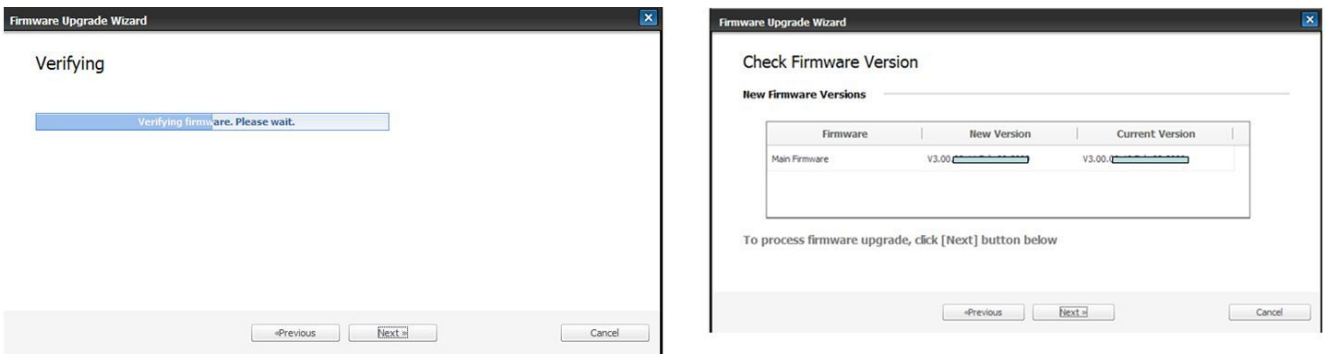 Firmware Upgrade Wizard
Verifying
Verifying firmware. Please wait.
«Previous
Next »
Cancel
Firmware Upgrade Wizard
Check Firmware Version
New Firmware Versions
Firmware New Version Current Version
Main Firmware V3.00. V3.00.
To process firmware upgrade, click [Next] button below
«Previous
Next »
Cancel